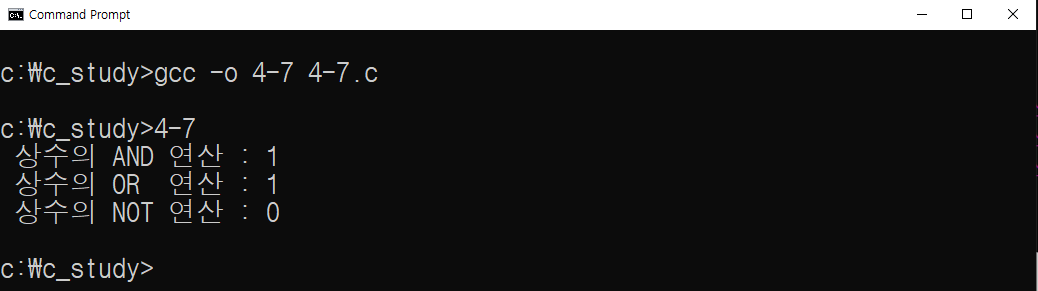 Command Prompt
c:₩c_study>gcc -o 4-7 4-7.c
c:₩c_study>4-7
상수의 AND 연산 : 1
상수의 OR  연산 : 1
상수의 NOT 연산 : 0
c:₩c_study>